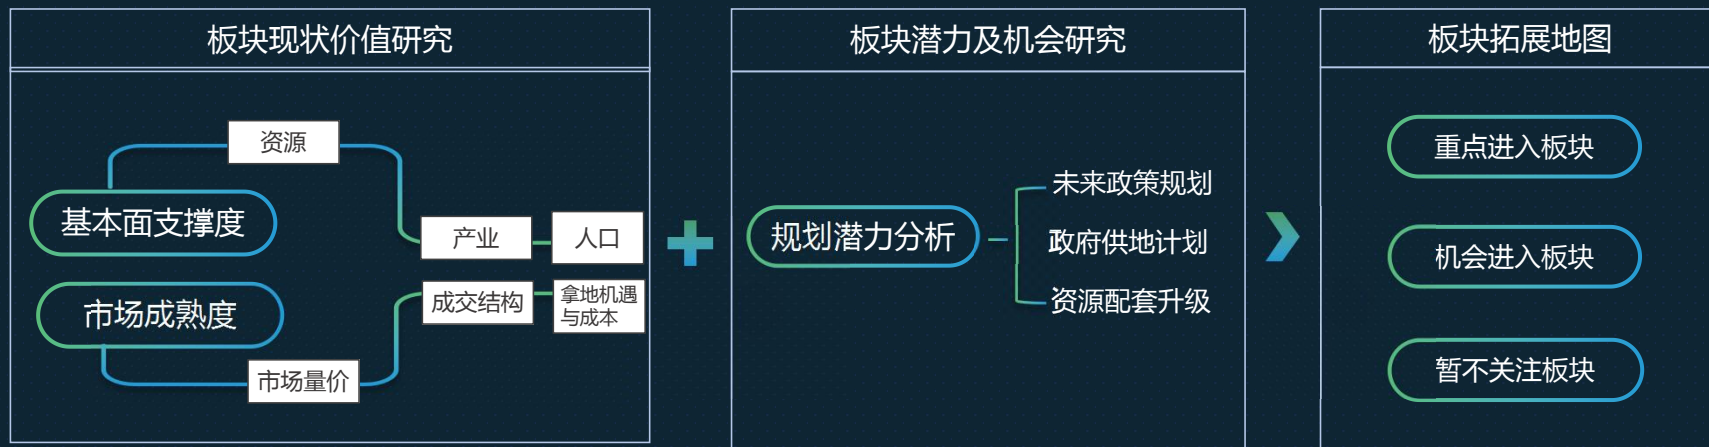 板块现状价值研究
资源
基本面支撑度
产业
人口
市场成熟度
成交结构
拿地机遇
与成本
市场量价
板块潜力及机会研究
规划潜力分析
未来政策规划
政府供地计划
资源配套升级
板块拓展地图
重点进入板块
机会进入板块
暂不关注板块